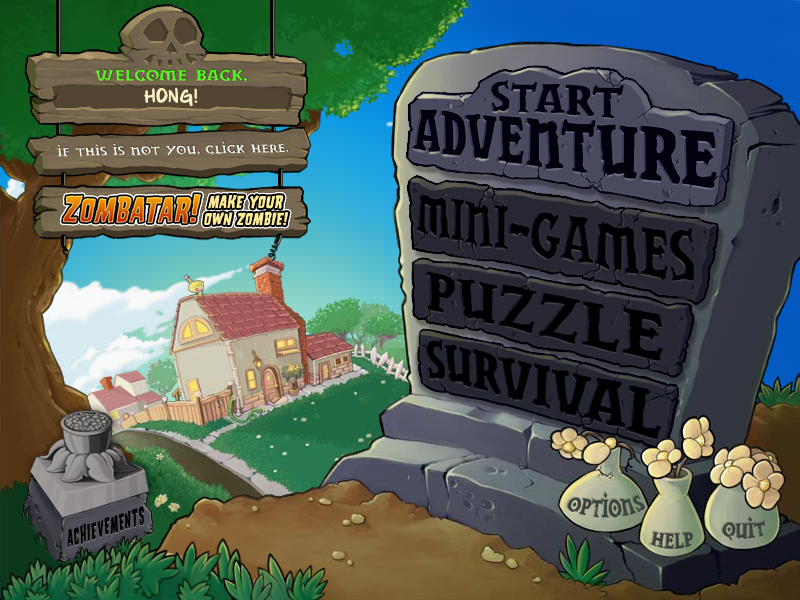 WELCOME BACK,
HONG!
IF THIS IS NOT YOU, CLICK HERE.
ZOMBATAR! MAKE YOUR
OWN ZOMBIE!
START
ADVENTURE
MINI-GAMES
PUZZLE
SURVIVAL
ACHIEVEMENTS
OPTIONS
HELP
QUIT